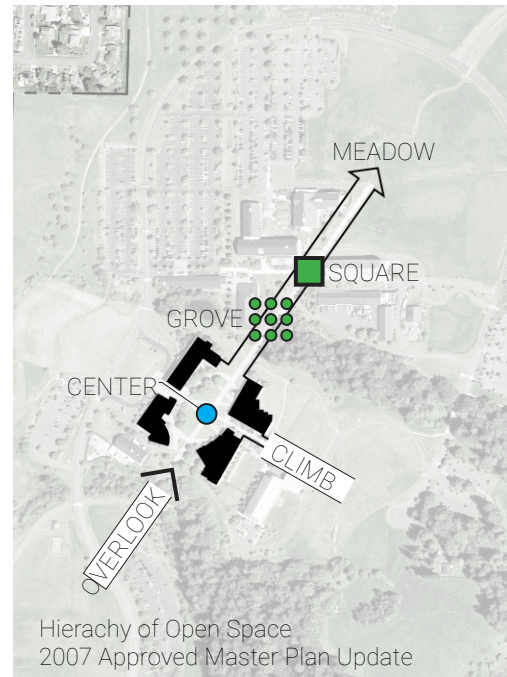 MEADOW
SQUARE
GROVE
CENTER
CLIMB
OVERLOOK
Hierachy of Open Space
2007 Approved Master Plan Update